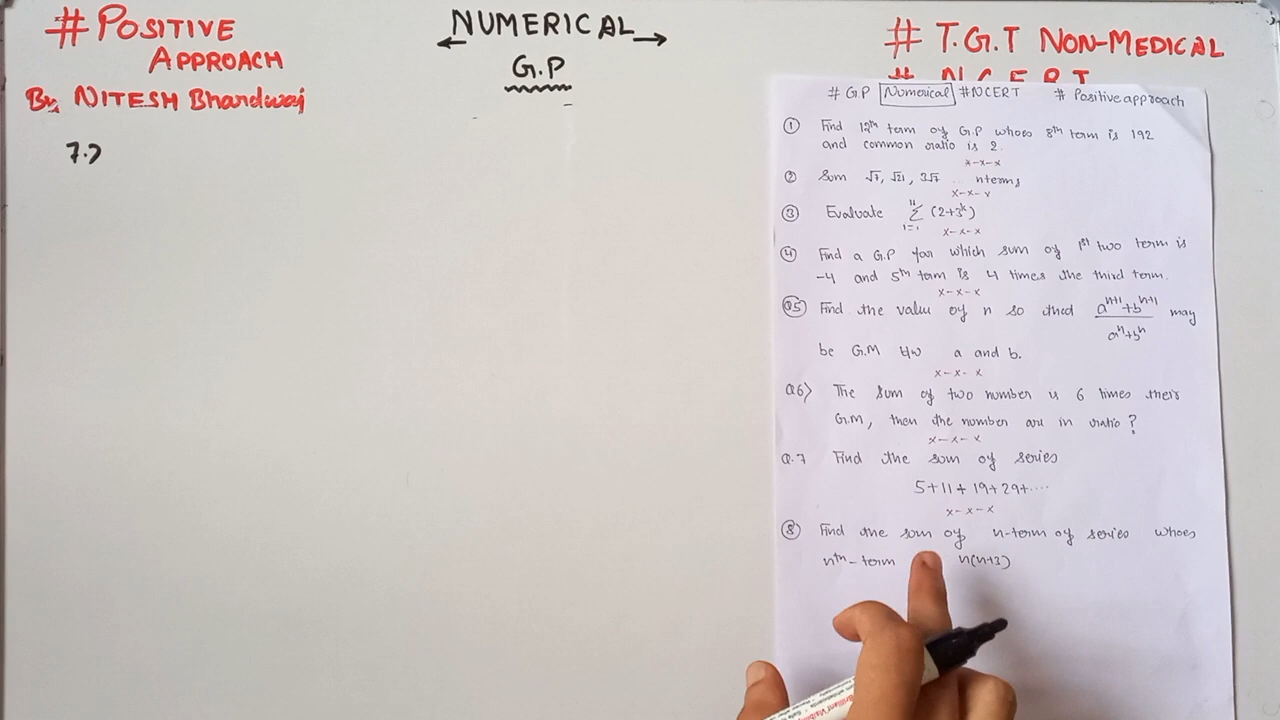 # POSITIVE
APPROACH
By NITESH Bhardwaj
NUMERICAL
G.P
# T.G.T NON-MEDICAL
# N.C.E.R.T
7.>
# G.P Numerical #NCERT # Positive approach
① Find 12th term of G.P whoes 8th term is 192
and common ratio is 2.
x-x-x
② Sum √7, √21, 3√7 ... nterms
x-x-x
③ Evaluate Σ (2+3^k)
x-x-x
④ Find a G.P for which sum of 1st two term is
-4 and 5th term is 4 times the third term.
x-x-x
Q5 Find the value of n so that (a^(n+1)+b^(n+1))/(a^n+b^n) may
be G.M b/w a and b.
x-x-x
Q6> The sum of two number is 6 times their
G.M, then the number are in ratio?
x-x-x
Q.7 Find the sum of series
5+11+19+29+....
x-x-x
⑧ Find the sum of n-term of series whoes
nth-term n(n+3)